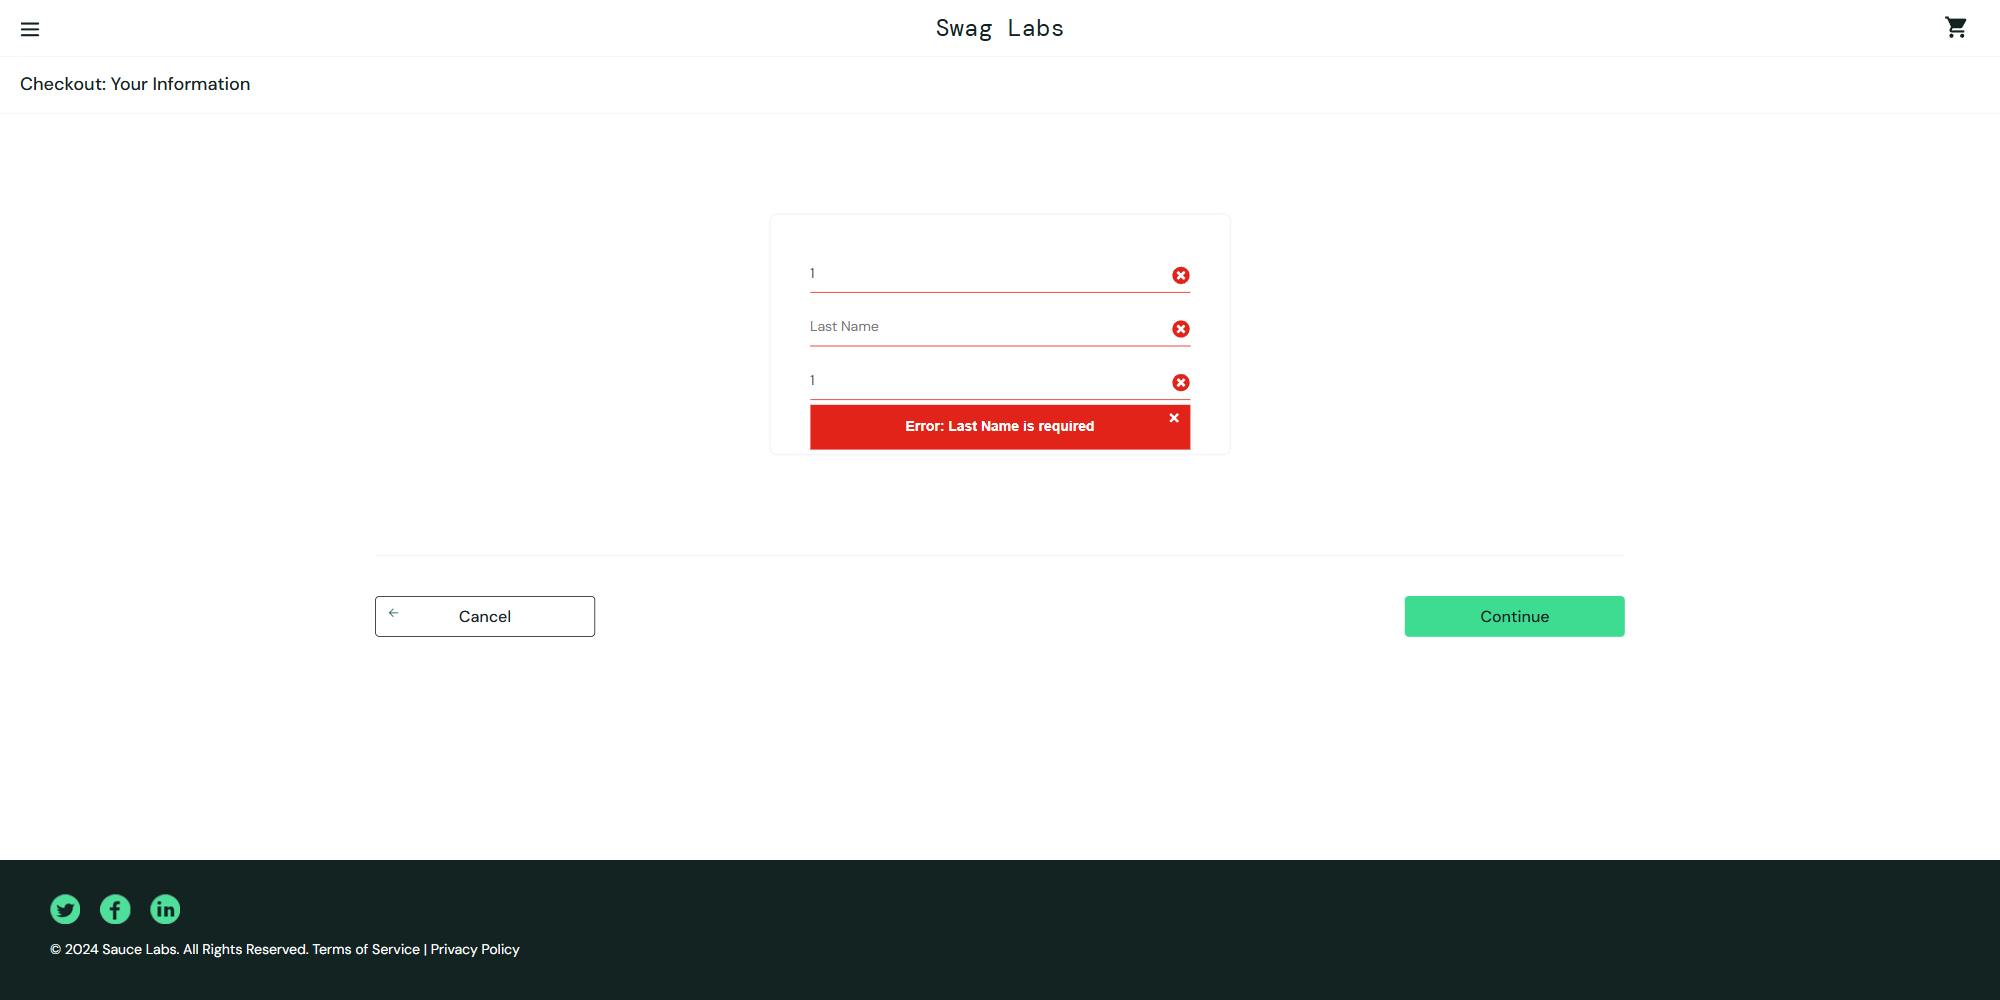 Swag Labs
Checkout: Your Information
1
Last Name
1
Error: Last Name is required
Cancel
Continue
© 2024 Sauce Labs. All Rights Reserved. Terms of Service | Privacy Policy